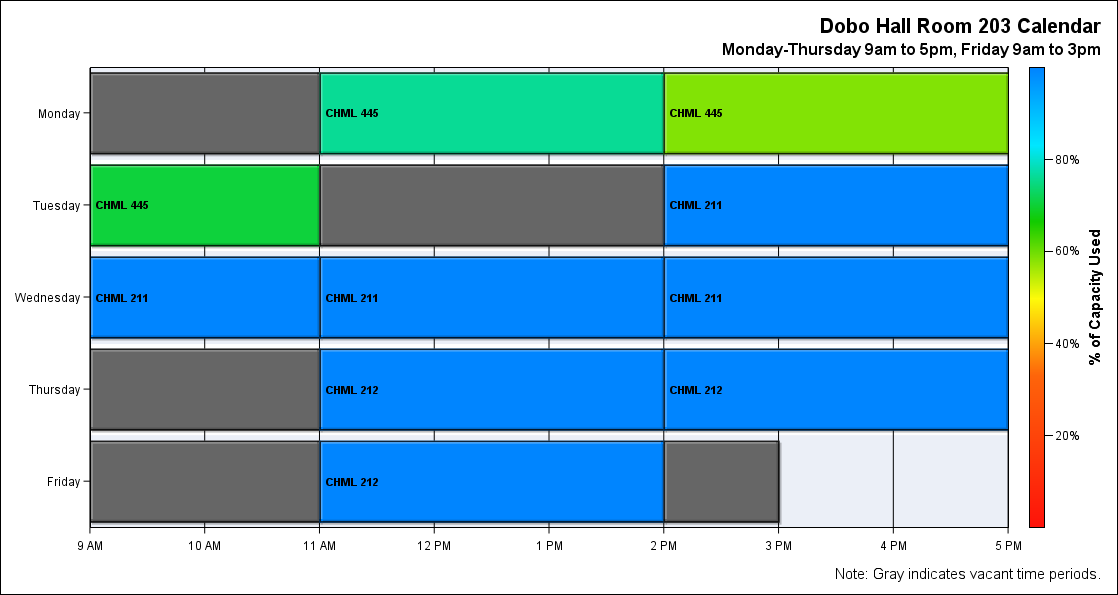 Dobo Hall Room 203 Calendar
Monday-Thursday 9am to 5pm, Friday 9am to 3pm
Monday
CHML 445
CHML 445
Tuesday
CHML 445
CHML 211
Wednesday
CHML 211
CHML 211
CHML 211
Thursday
CHML 212
CHML 212
Friday
CHML 212
9 AM
10 AM
11 AM
12 PM
1 PM
2 PM
3 PM
4 PM
5 PM
80%
60%
40%
20%
% of Capacity Used
Note: Gray indicates vacant time periods.